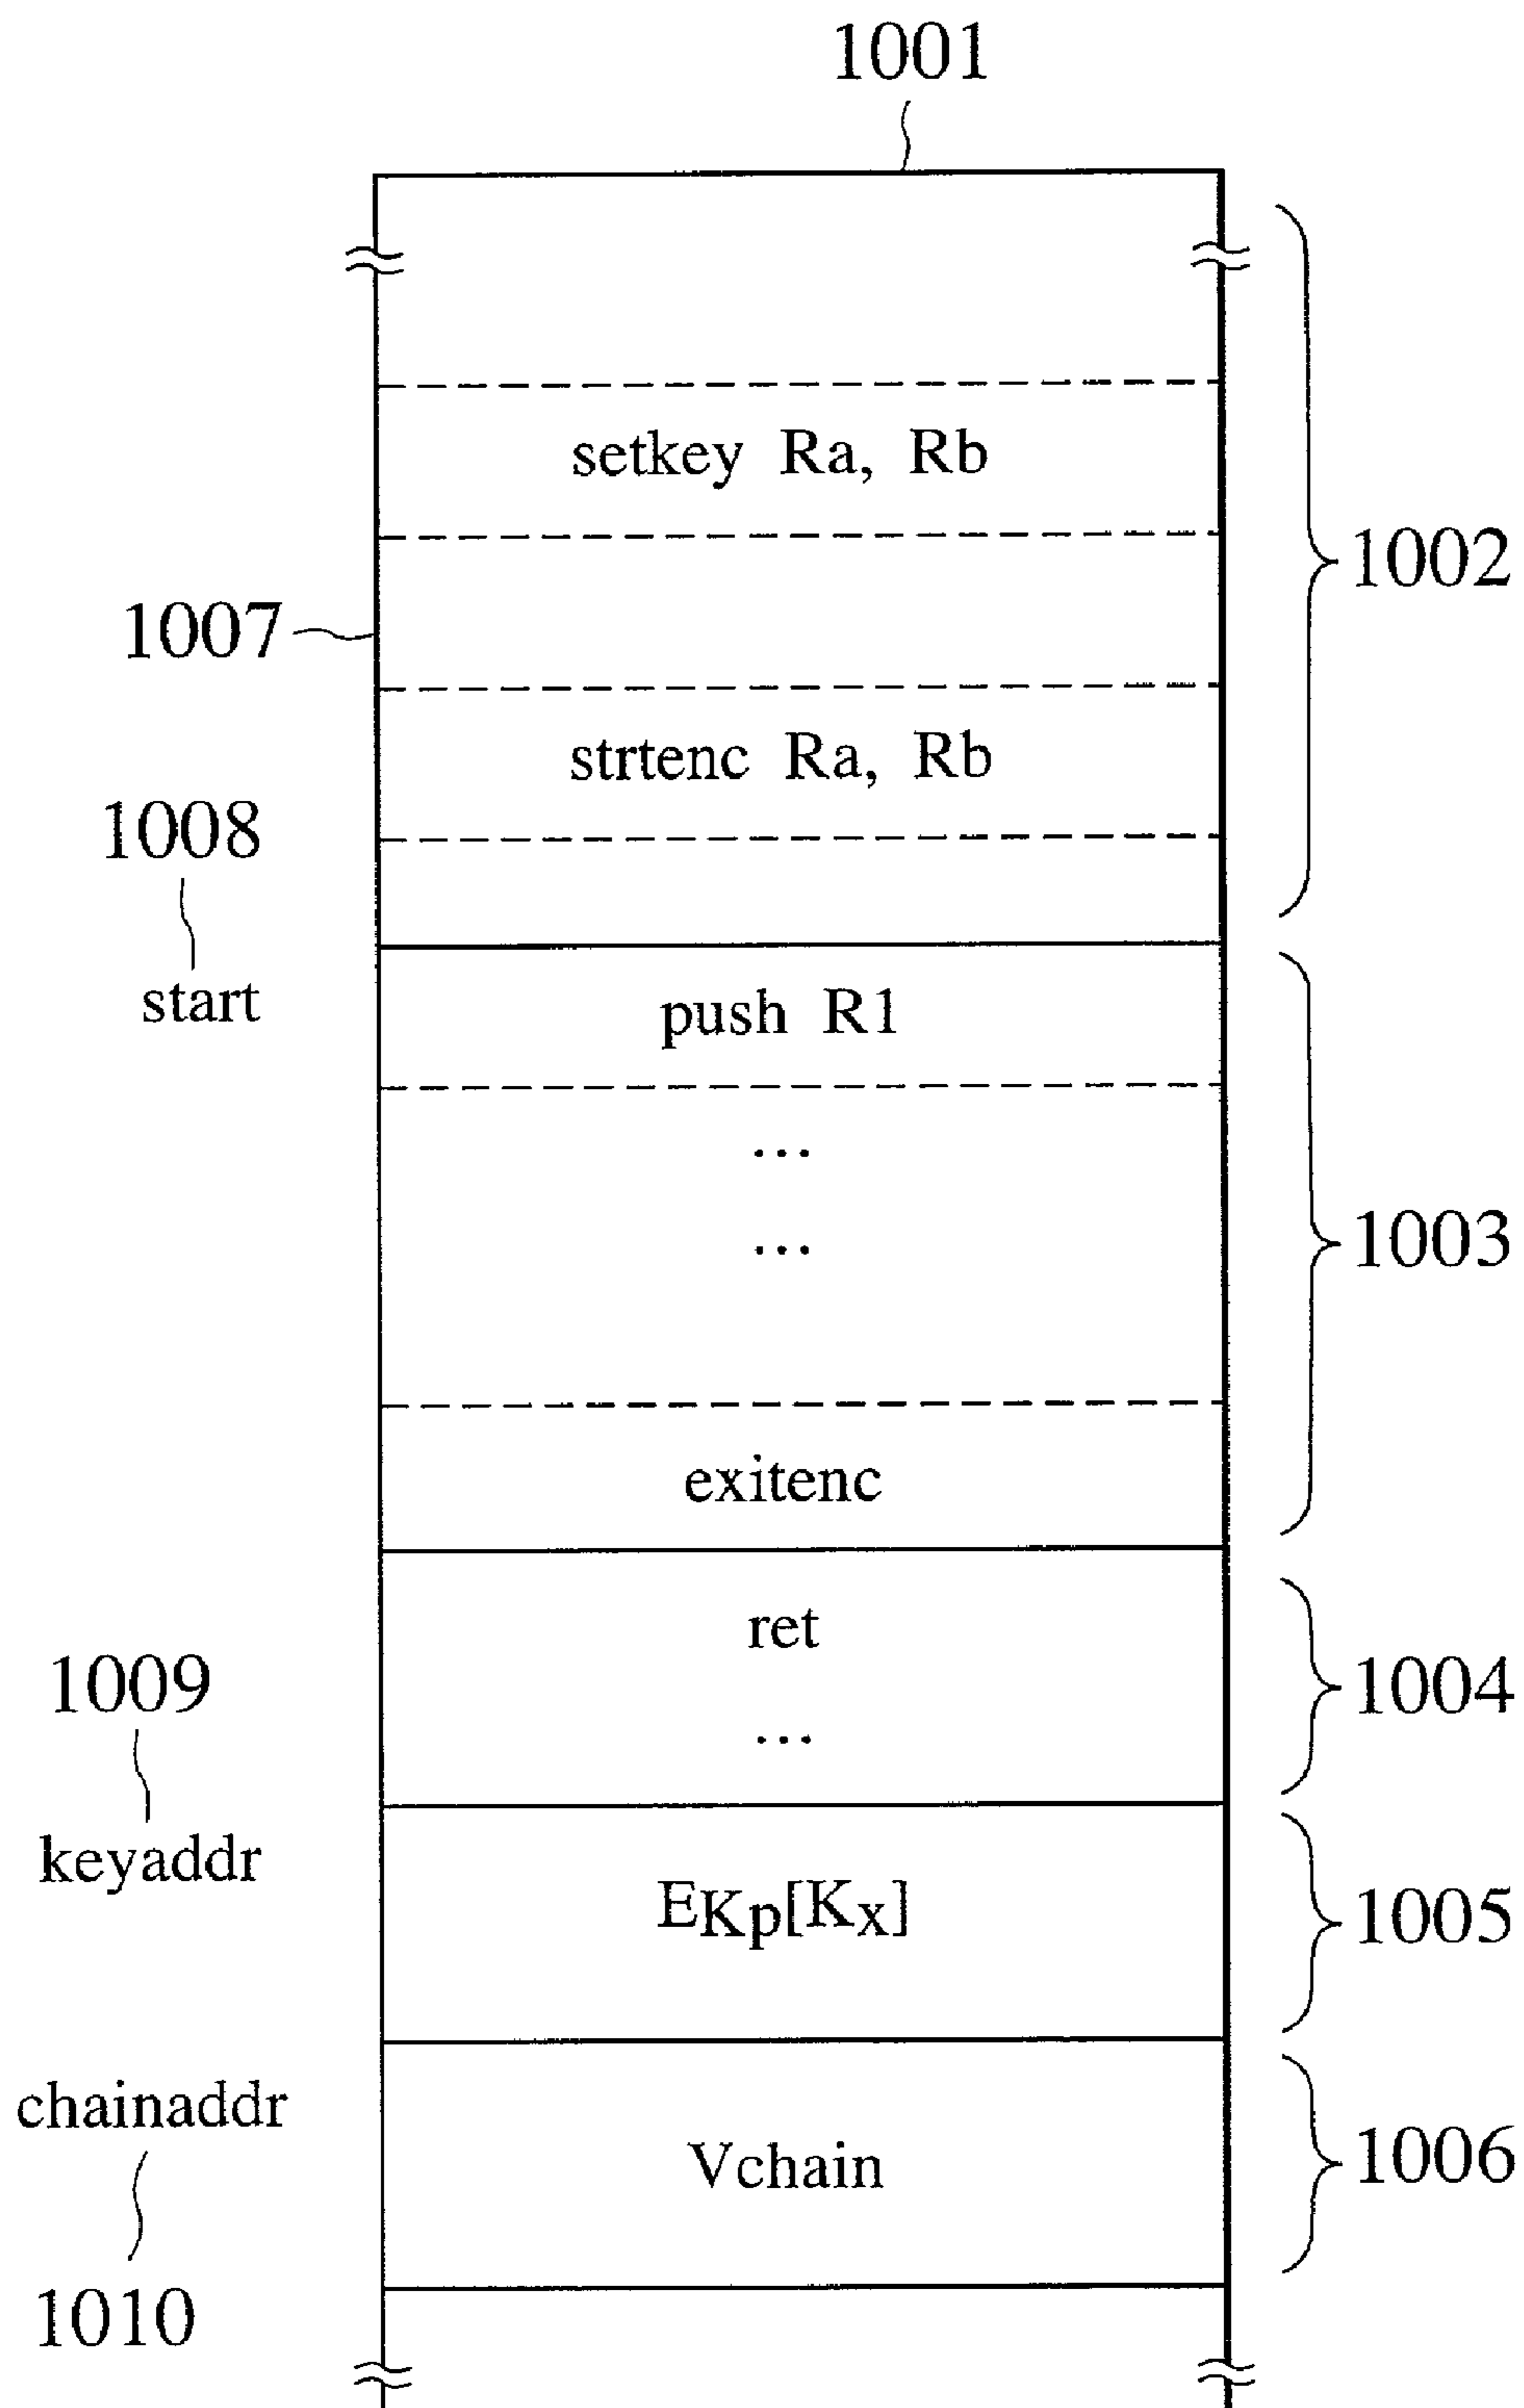 1001
setkey Ra, Rb
1002
1007
strtenc Ra, Rb
1008
start
push R1
...
...
1003
exitenc
ret
1009
1004
...
keyaddr
EKp[Kx]
1005
chainaddr
Vchain
1006
1010